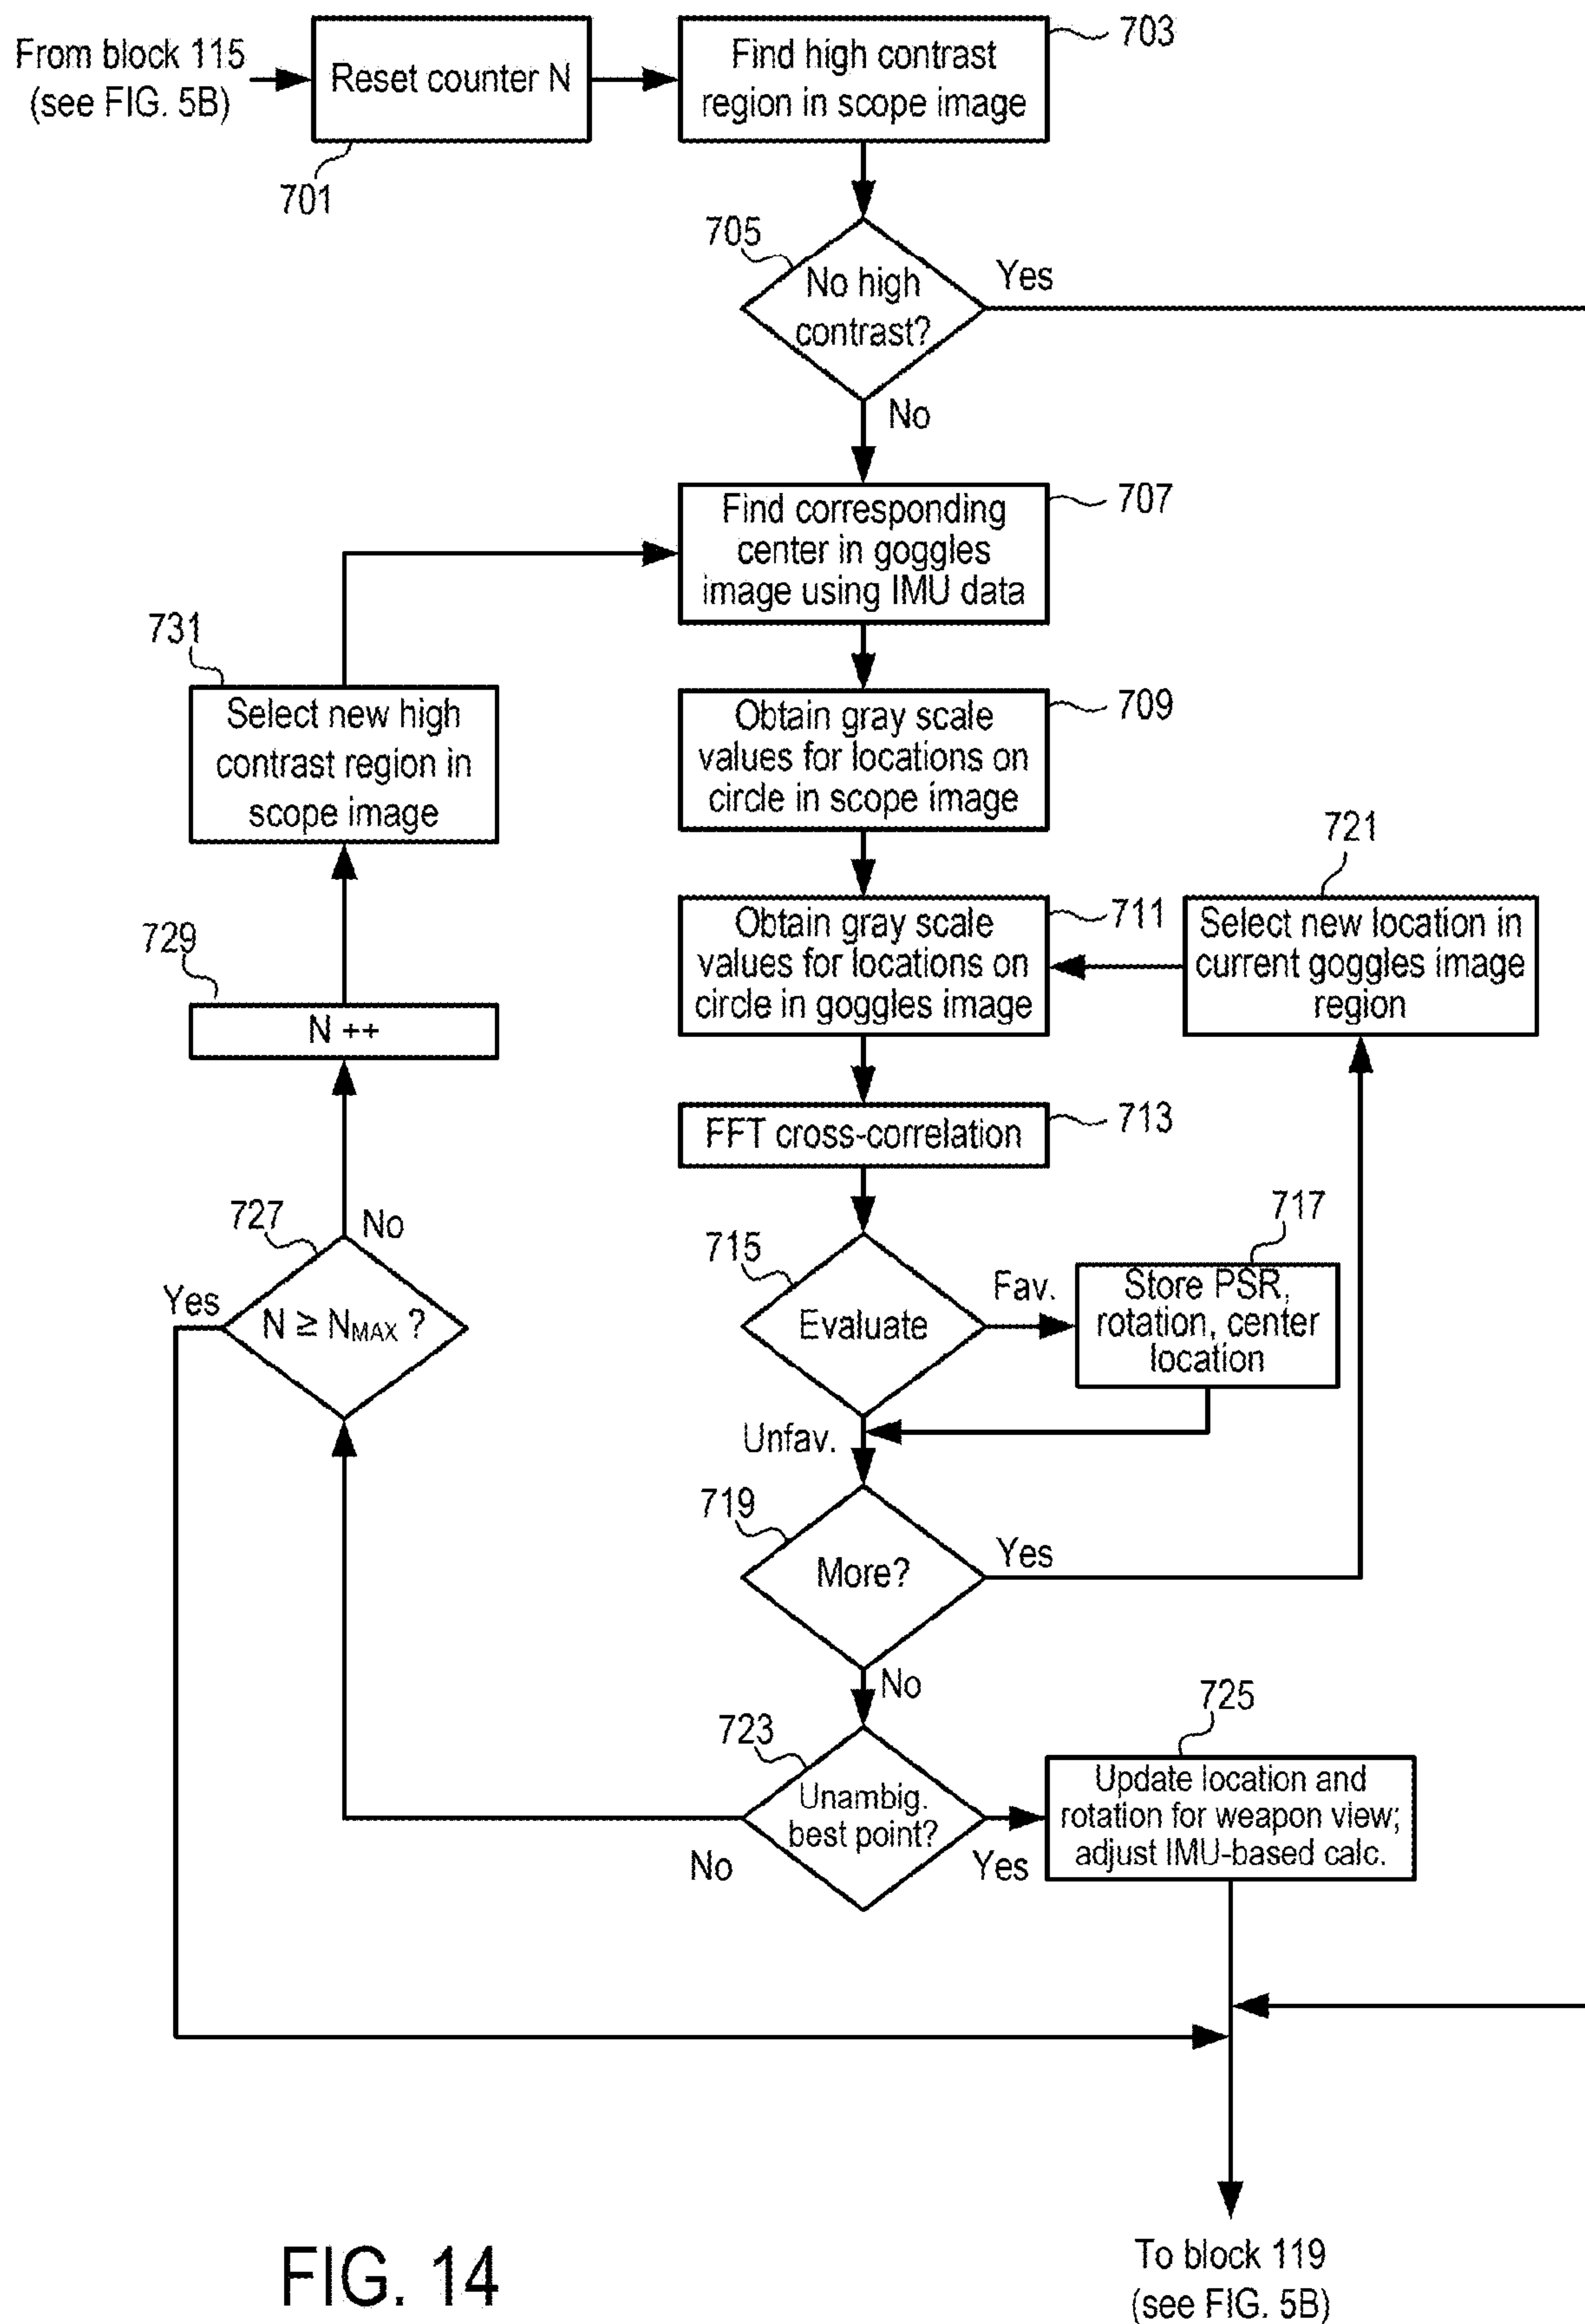 From block 115
(see FIG. 5B)
Reset counter N
701
Find high contrast
region in scope image
703
705
No high
contrast?
Yes
No
Find corresponding
center in goggles
image using IMU data
707
731
Select new high
contrast region in
scope image
Obtain gray scale
values for locations on
circle in scope image
709
721
Obtain gray scale
values for locations on
circle in goggles image
711
Select new location in
current goggles image
region
729
N ++
FFT cross-correlation
713
727
No
Yes
N ≥ NMAX ?
715
Evaluate
Fav.
717
Store PSR,
rotation, center
location
Unfav.
719
More?
Yes
No
723
Unambig.
best point?
No
Yes
725
Update location and
rotation for weapon view;
adjust IMU-based calc.
To block 119
(see FIG. 5B)
FIG. 14